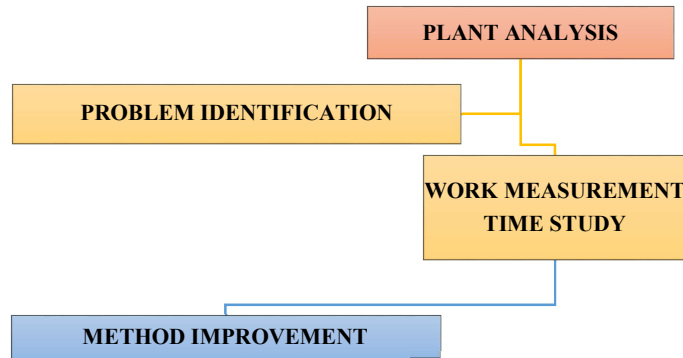 PLANT ANALYSIS
PROBLEM IDENTIFICATION
WORK MEASUREMENT
TIME STUDY
METHOD IMPROVEMENT